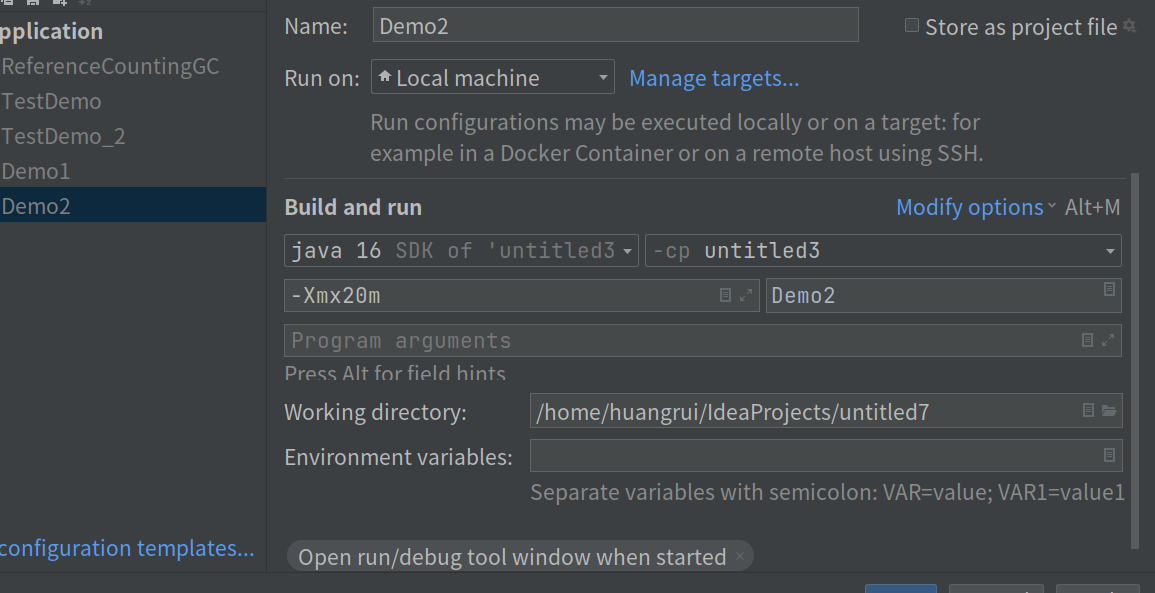 pplication
ReferenceCountingGC
TestDemo
TestDemo_2
Demo1
Demo2
configuration templates...
Name: Demo2 Store as project file
Run on: Local machine Manage targets...
Run configurations may be executed locally or on a target: for
example in a Docker Container or on a remote host using SSH.
Build and run Modify options Alt+M
java 16 SDK of 'untitled3 -cp untitled3
-Xmx20m Demo2
Program arguments
Press Alt for field hints
Working directory: /home/huangrui/IdeaProjects/untitled7
Environment variables:
Separate variables with semicolon: VAR=value; VAR1=value1
Open run/debug tool window when started ×